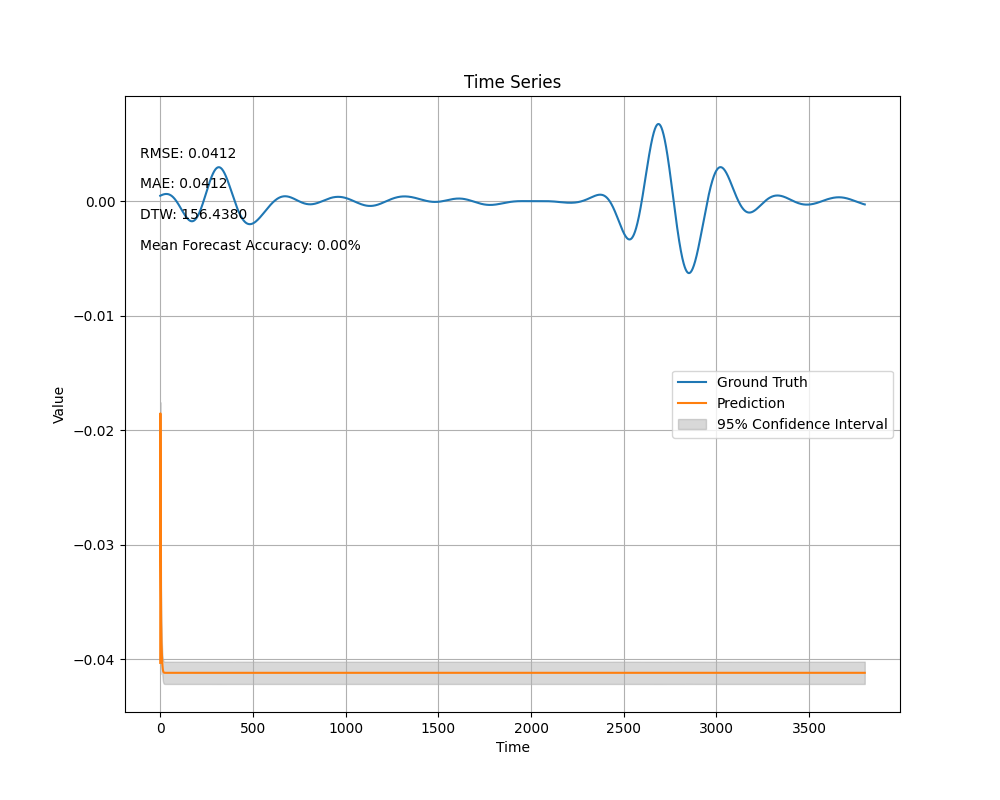 Time Series
RMSE: 0.0412
MAE: 0.0412
DTW: 156.4380
Mean Forecast Accuracy: 0.00%
0.00
−0.01
−0.02
−0.03
−0.04
Value
Ground Truth
Prediction
95% Confidence Interval
0 500 1000 1500 2000 2500 3000 3500
Time